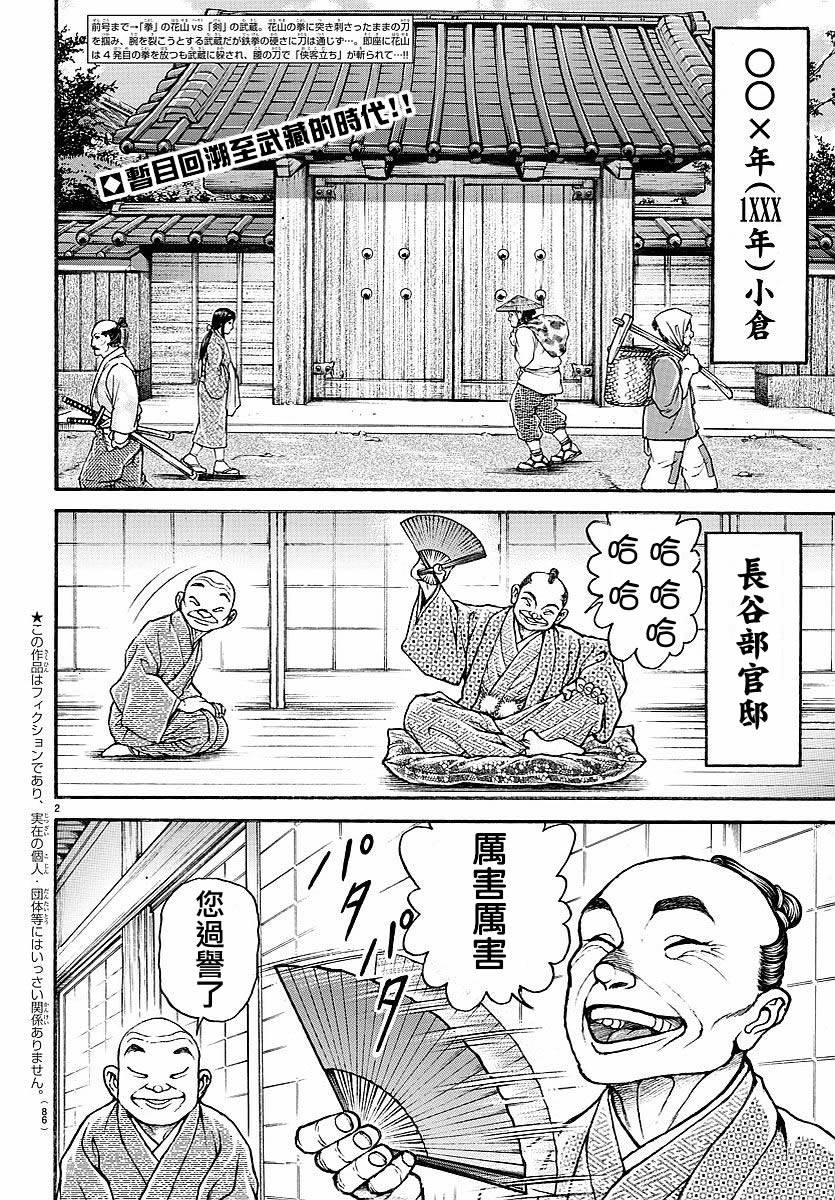 前号まで→「拳」の花山vs「剣」の武蔵。花山の拳に突き刺さったままの刀
を掴み、腕を裂こうとする武蔵だが鉄拳の硬さに刀は通じず…。即座に花山
は4発目の拳を放つも武蔵に躱され、腰の刀で「侠客立ち」が斬られて…!!
◆暫且回溯至武藏的時代!!
〇〇×年(1XXX年)小倉
長谷部官邸
哈哈
哈哈
哈
厲害厲害
パタ
パタ
您過譽了
★この作品はフィクションであり、実在の個人・団体等にはいっさい関係ありません。
2
(86)